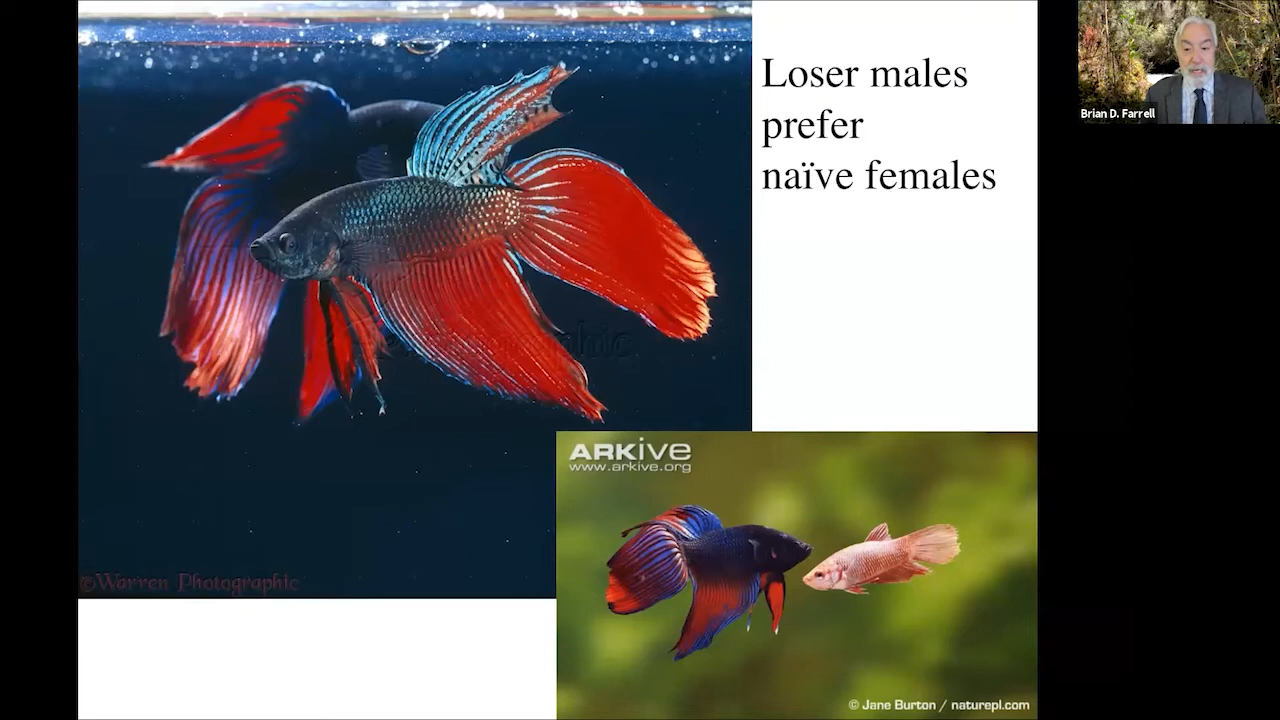 Loser males
prefer
naïve females
Brian D. Farrell
ARKive
www.arkive.org
©Warren Photographic
© Jane Burton / naturepl.com